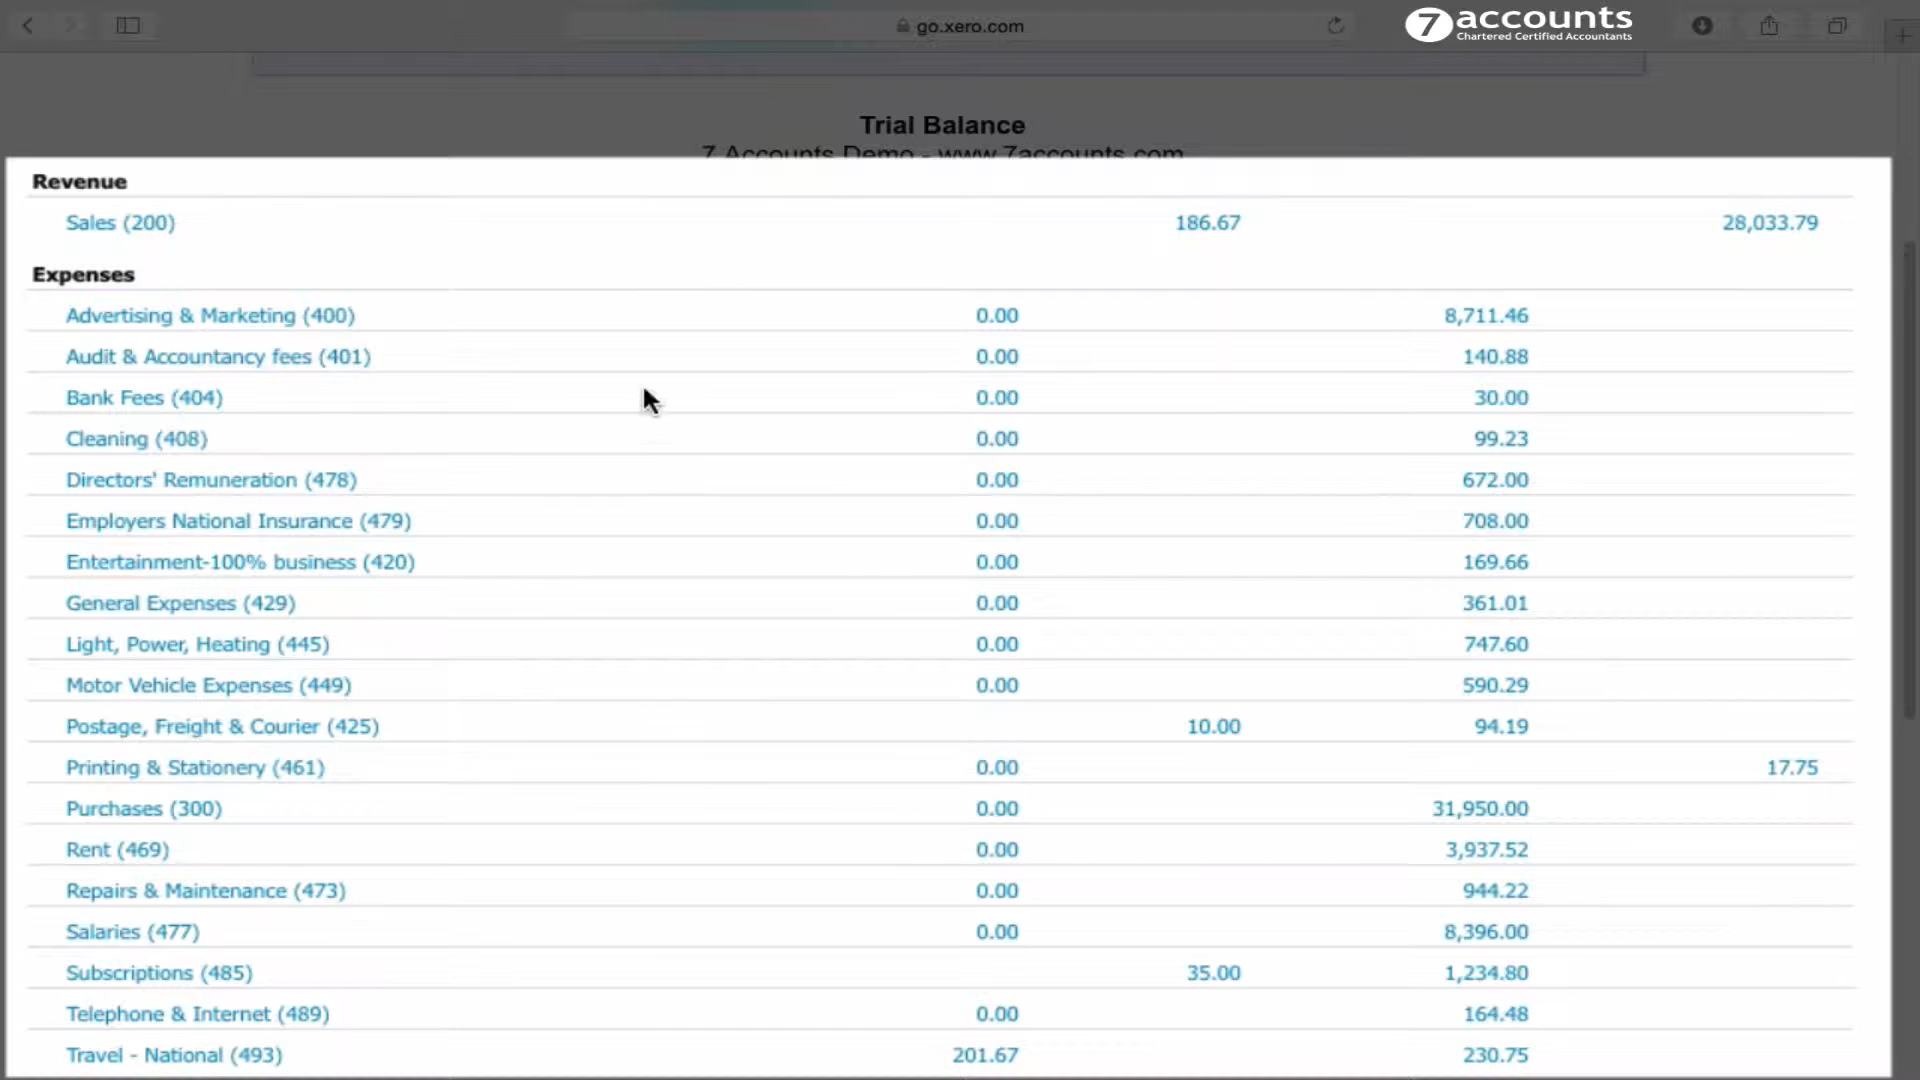 go.xero.com
7 accounts
Chartered Certified Accountants
Trial Balance
7 Accounts Demo - www.7accounts.com
Revenue
Sales (200) 186.67 28,033.79
Expenses
Advertising & Marketing (400) 0.00 8,711.46
Audit & Accountancy fees (401) 0.00 140.88
Bank Fees (404) 0.00 30.00
Cleaning (408) 0.00 99.23
Directors' Remuneration (478) 0.00 672.00
Employers National Insurance (479) 0.00 708.00
Entertainment-100% business (420) 0.00 169.66
General Expenses (429) 0.00 361.01
Light, Power, Heating (445) 0.00 747.60
Motor Vehicle Expenses (449) 0.00 590.29
Postage, Freight & Courier (425) 10.00 94.19
Printing & Stationery (461) 0.00 17.75
Purchases (300) 0.00 31,950.00
Rent (469) 0.00 3,937.52
Repairs & Maintenance (473) 0.00 944.22
Salaries (477) 0.00 8,396.00
Subscriptions (485) 35.00 1,234.80
Telephone & Internet (489) 0.00 164.48
Travel - National (493) 201.67 230.75